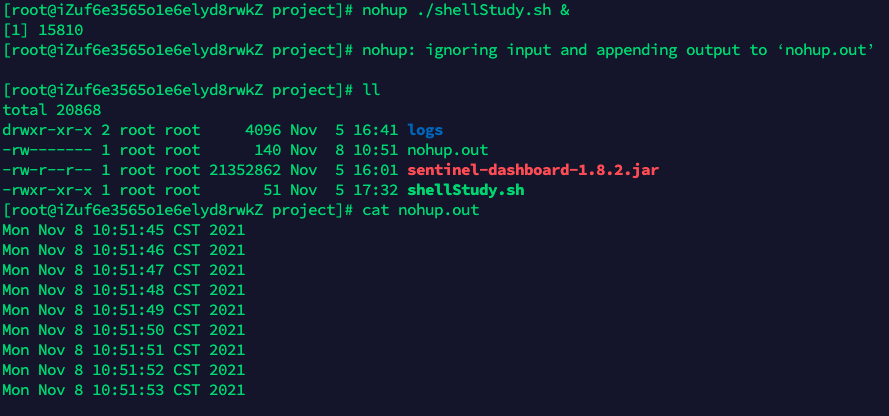 [root@iZuf6e3565o1e6elyd8rwkZ project]# nohup ./shellStudy.sh &
[1] 15810
[root@iZuf6e3565o1e6elyd8rwkZ project]# nohup: ignoring input and appending output to ‘nohup.out’
[root@iZuf6e3565o1e6elyd8rwkZ project]# ll
total 20868
drwxr-xr-x 2 root root     4096 Nov  5 16:41 logs
-rw------- 1 root root      140 Nov  8 10:51 nohup.out
-rw-r--r-- 1 root root 21352862 Nov  5 16:01 sentinel-dashboard-1.8.2.jar
-rwxr-xr-x 1 root root       51 Nov  5 17:32 shellStudy.sh
[root@iZuf6e3565o1e6elyd8rwkZ project]# cat nohup.out
Mon Nov 8 10:51:45 CST 2021
Mon Nov 8 10:51:46 CST 2021
Mon Nov 8 10:51:47 CST 2021
Mon Nov 8 10:51:48 CST 2021
Mon Nov 8 10:51:49 CST 2021
Mon Nov 8 10:51:50 CST 2021
Mon Nov 8 10:51:51 CST 2021
Mon Nov 8 10:51:52 CST 2021
Mon Nov 8 10:51:53 CST 2021